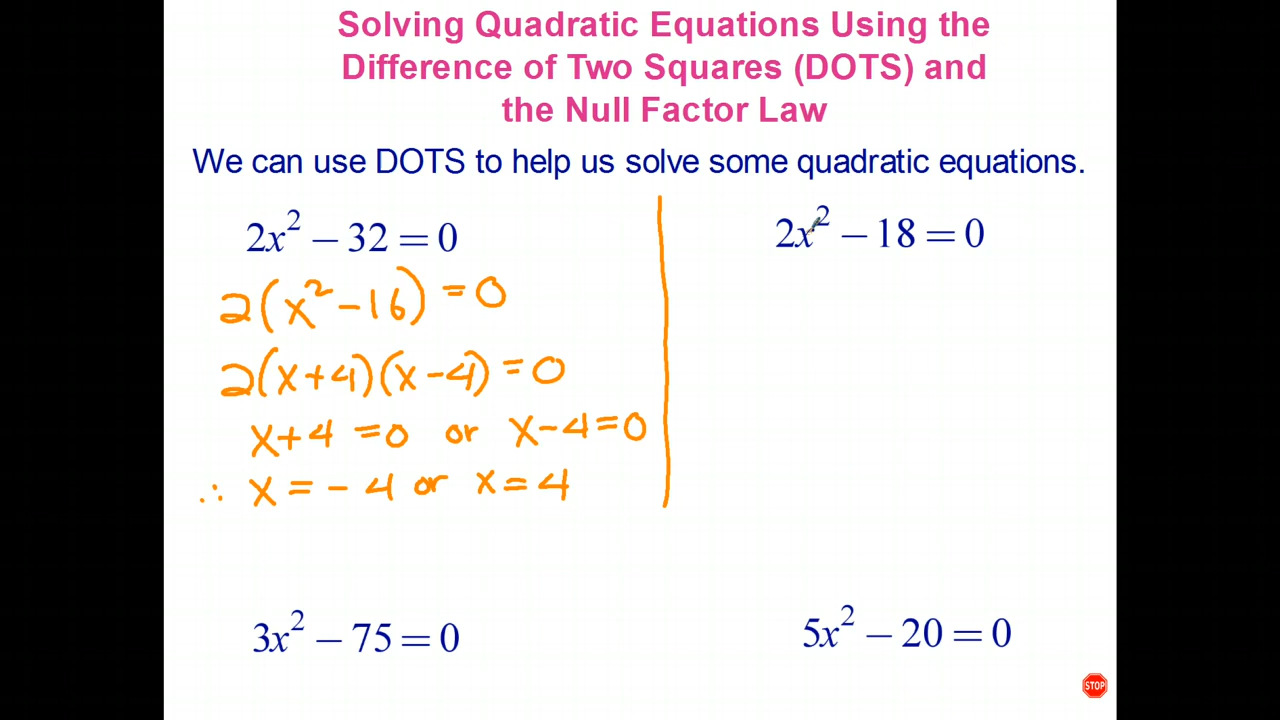 Solving Quadratic Equations Using the
Difference of Two Squares (DOTS) and
the Null Factor Law
We can use DOTS to help us solve some quadratic equations.
2x² − 32 = 0
2(x² − 16) = 0
2(x+4)(x−4) = 0
x+4 = 0 or x−4 = 0
∴ x = −4 or x = 4
2x² − 18 = 0
3x² − 75 = 0
5x² − 20 = 0
STOP